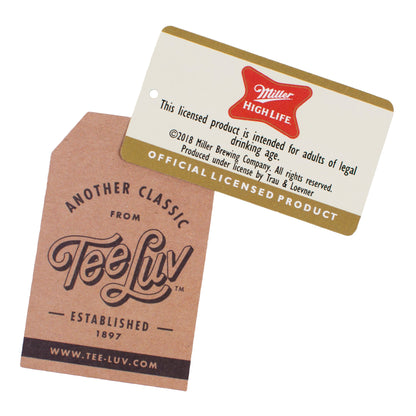 Miller
HIGH LIFE
This licensed product is intended for adults of legal
drinking age.
©2018 Miller Brewing Company. All rights reserved.
Produced under license by Trau & Loevner
OFFICIAL LICENSED PRODUCT
ANOTHER CLASSIC
FROM
TeeLuv™
ESTABLISHED
1897
WWW.TEE-LUV.COM